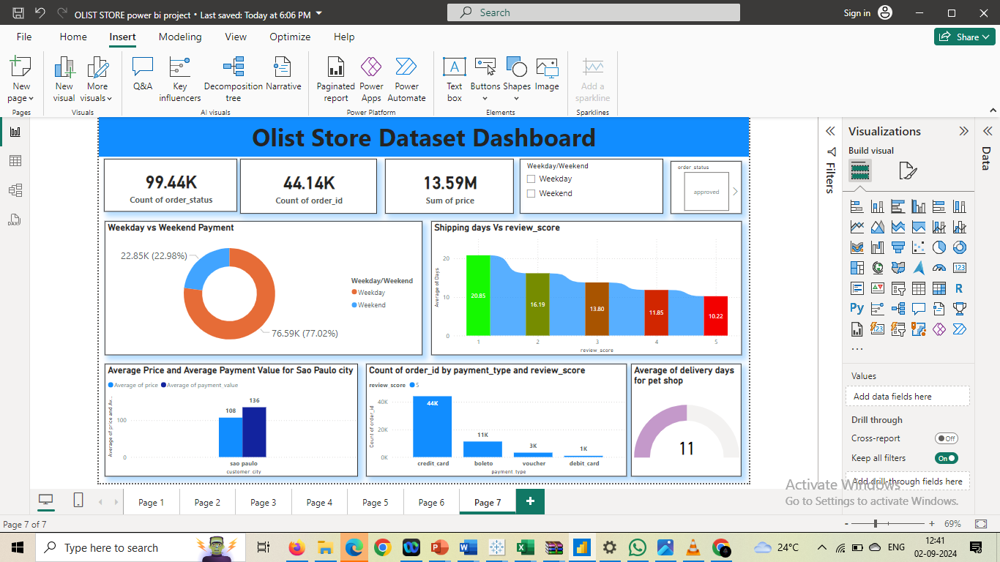 OLIST STORE power bi project • Last saved: Today at 6:06 PM
Search
Sign in
File Home Insert Modeling View Optimize Help
Share
New page
New visual
More visuals
Q&A
Key influencers
Decomposition tree
Narrative
Paginated report
Power Apps
Power Automate
Text box
Buttons
Shapes
Image
Add a sparkline
Pages
Visuals
AI visuals
Power Platform
Elements
Sparklines
Olist Store Dataset Dashboard
99.44K
Count of order_status
44.14K
Count of order_id
13.59M
Sum of price
Weekday/Weekend
Weekday
Weekend
order_status
approved
Weekday vs Weekend Payment
22.85K (22.98%)
76.59K (77.02%)
Weekday/Weekend
Weekday
Weekend
Shipping days Vs review_score
Average of Days
20
10
0
20.85
16.19
13.80
11.85
10.22
1 2 3 4 5
review_score
Average Price and Average Payment Value for Sao Paulo city
Average of price Average of payment_value
Average of price and Av...
100
0
108
136
sao paulo
customer_city
Count of order_id by payment_type and review_score
review_score 5
Count of order_id
40K
20K
0K
44K
11K
3K
1K
credit_card boleto voucher debit_card
payment_type
Average of delivery days
for pet shop
11
Filters
Visualizations
Build visual
R
Py
123
DAX
...
Values
Add data fields here
Drill through
Cross-report
Off
Keep all filters
On
Add drill-through fields here
Data
Activate Windows
Go to Settings to activate Windows.
Page 1 Page 2 Page 3 Page 4 Page 5 Page 6 Page 7
Page 7 of 7
- + 69%
Type here to search
24°C
ENG
12:41
02-09-2024